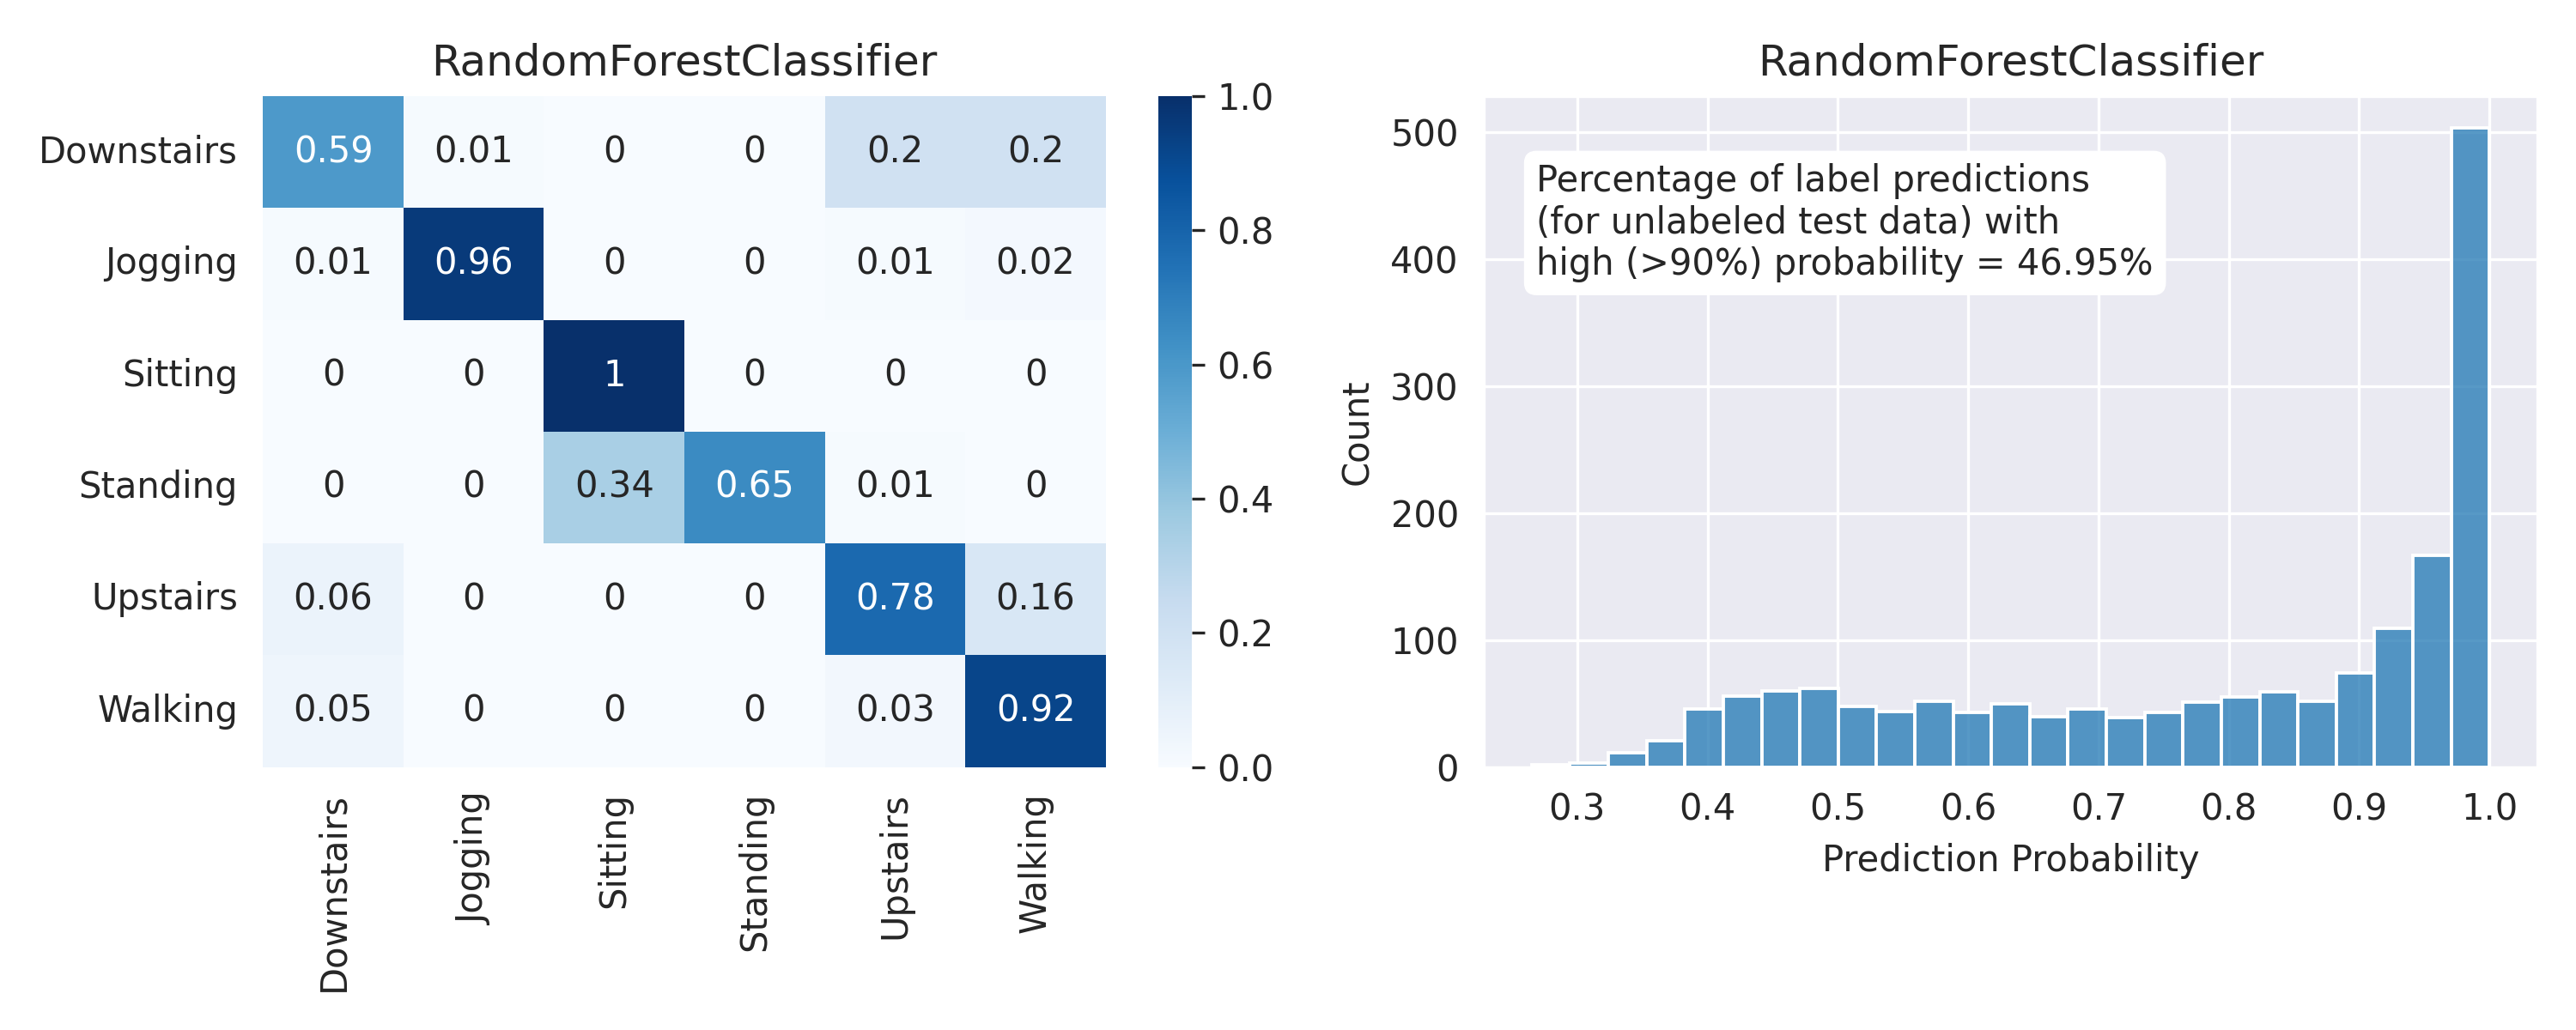 RandomForestClassifier
Downstairs 0.59 0.01 0 0 0.2 0.2
Jogging 0.01 0.96 0 0 0.01 0.02
Sitting 0 0 1 0 0 0
Standing 0 0 0.34 0.65 0.01 0
Upstairs 0.06 0 0 0 0.78 0.16
Walking 0.05 0 0 0 0.03 0.92
Downstairs Jogging Sitting Standing Upstairs Walking
1.0
0.8
0.6
0.4
0.2
0.0
RandomForestClassifier
Percentage of label predictions
(for unlabeled test data) with
high (>90%) probability = 46.95%
Count
500
400
300
200
100
0
0.3 0.4 0.5 0.6 0.7 0.8 0.9 1.0
Prediction Probability